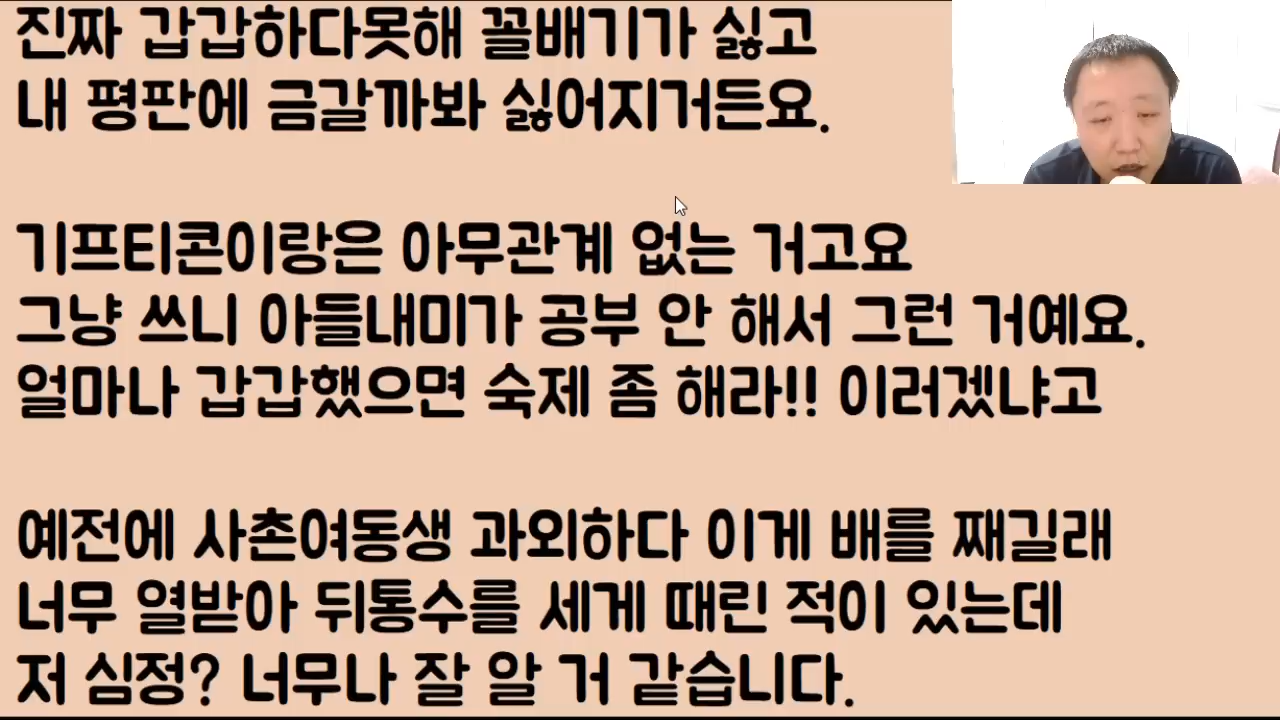 진짜 갑갑하다못해 꼴배기가 싫고
내 평판에 금갈까봐 싫어지거든요.
기프티콘이랑은 아무관계 없는 거고요
그냥 쓰니 아들내미가 공부 안 해서 그런 거예요.
얼마나 갑갑했으면 숙제 좀 해라!! 이러겠냐고
예전에 사촌여동생 과외하다 이게 배를 째길래
너무 열받아 뒤통수를 세게 때린 적이 있는데
저 심정? 너무나 잘 알 거 같습니다.